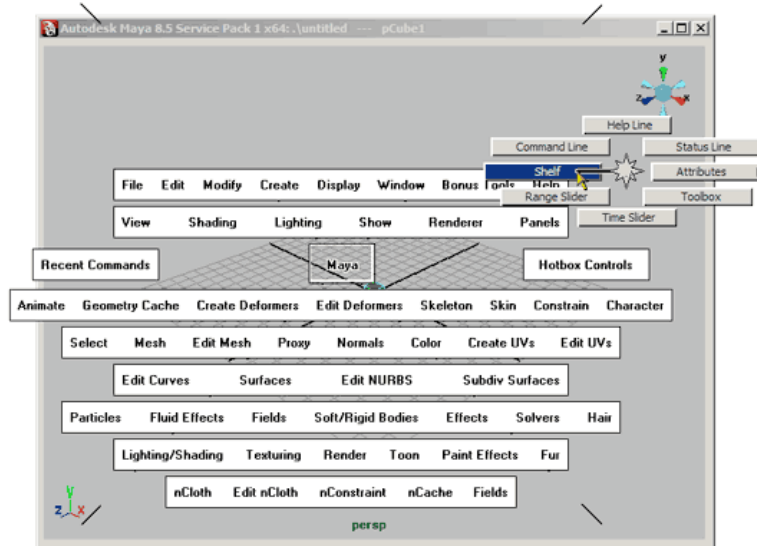 Autodesk Maya 8.5 Service Pack 1 x64: .\untitled --- pCube1
y
z x
Help Line
Command Line Status Line
Shelf Attributes
Range Slider Toolbox
Time Slider
File Edit Modify Create Display Window Bonus Tools Help
View Shading Lighting Show Renderer Panels
Recent Commands Maya Hotbox Controls
Animate Geometry Cache Create Deformers Edit Deformers Skeleton Skin Constrain Character
Select Mesh Edit Mesh Proxy Normals Color Create UVs Edit UVs
Edit Curves Surfaces Edit NURBS Subdiv Surfaces
Particles Fluid Effects Fields Soft/Rigid Bodies Effects Solvers Hair
Lighting/Shading Texturing Render Toon Paint Effects Fur
nCloth Edit nCloth nConstraint nCache Fields
y
z x
persp